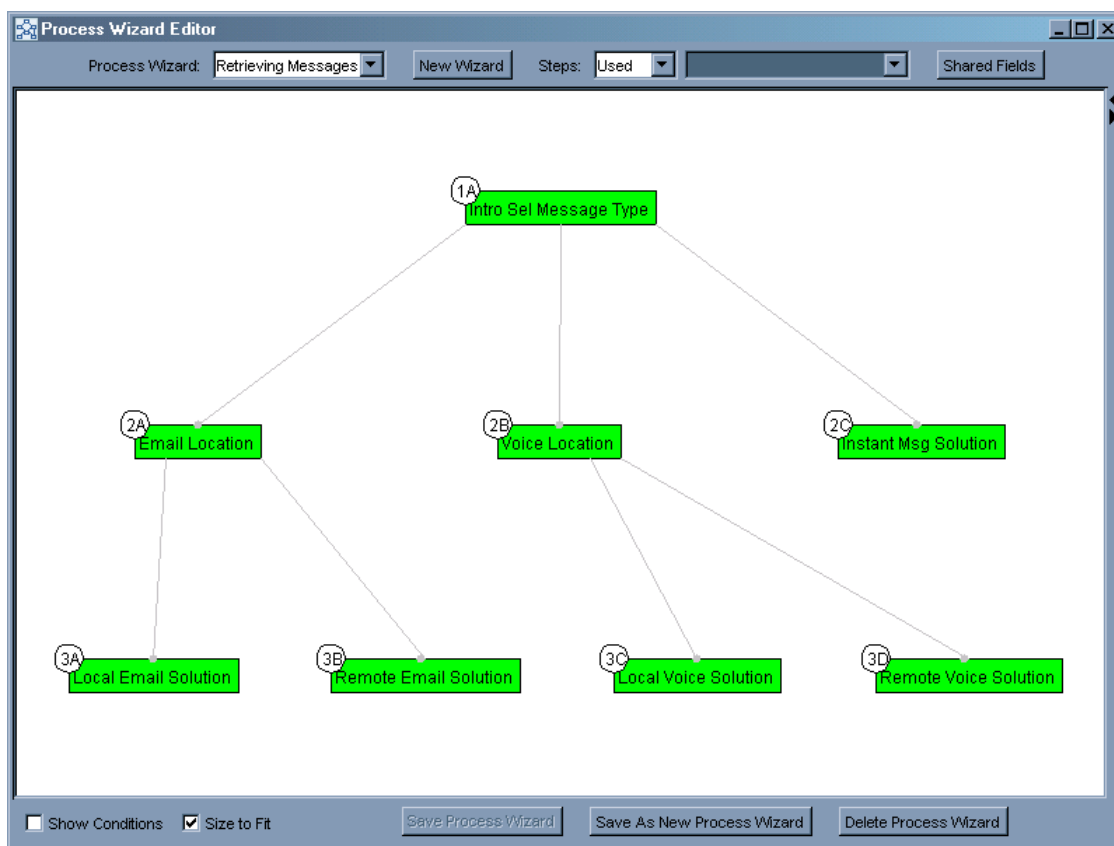 Process Wizard Editor
Process Wizard: Retrieving Messages New Wizard Steps: Used Shared Fields
1A
Intro Sel Message Type
2A 2B 2C
Email Location Voice Location Instant Msg Solution
3A 3B 3C 3D
Local Email Solution Remote Email Solution Local Voice Solution Remote Voice Solution
Show Conditions Size to Fit Save Process Wizard Save As New Process Wizard Delete Process Wizard